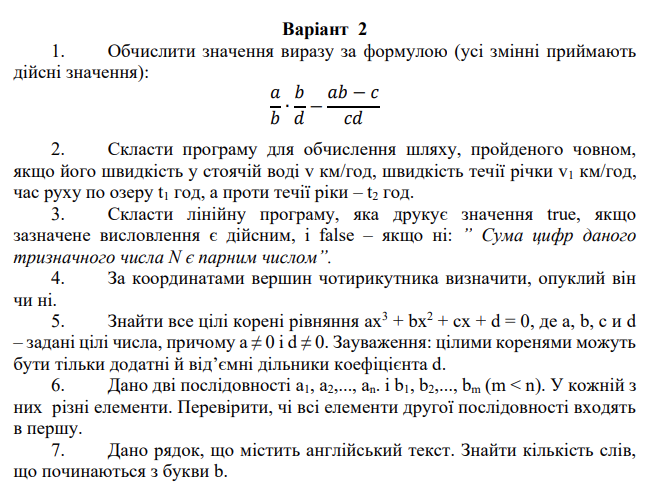 Варіант 2
1. Обчислити значення виразу за формулою (усі змінні приймають
дійсні значення):
a/b · b/d − (ab − c)/cd
2. Скласти програму для обчислення шляху, пройденого човном,
якщо його швидкість у стоячій воді v км/год, швидкість течії річки v₁ км/год,
час руху по озеру t₁ год, а проти течії ріки – t₂ год.
3. Скласти лінійну програму, яка друкує значення true, якщо
зазначене висловлення є дійсним, і false – якщо ні: ” Сума цифр даного
тризначного числа N є парним числом”.
4. За координатами вершин чотирикутника визначити, опуклий він
чи ні.
5. Знайти все цілі корені рівняння ax³ + bx² + cx + d = 0, де a, b, c и d
– задані цілі числа, причому a ≠ 0 і d ≠ 0. Зауваження: цілими коренями можуть
бути тільки додатні й від’ємні дільники коефіцієнта d.
6. Дано дві послідовності a₁, a₂,..., aₙ. і b₁, b₂,..., bₘ (m < n). У кожній з
них різні елементи. Перевірити, чі всі елементи другої послідовності входять
в першу.
7. Дано рядок, що містить англійський текст. Знайти кількість слів,
що починаються з букви b.